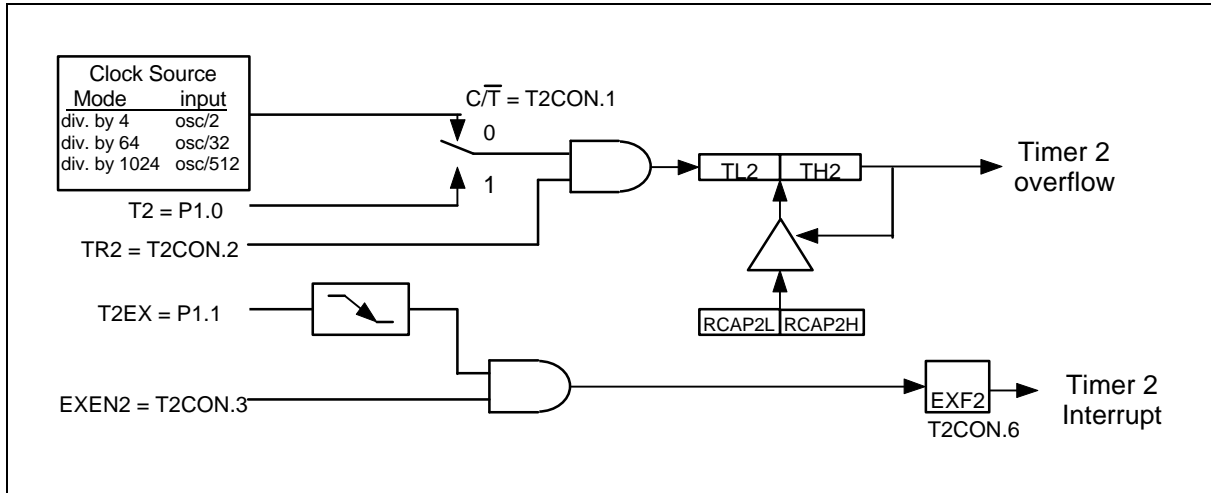 Clock Source
Mode input
div. by 4 osc/2
div. by 64 osc/32
div. by 1024 osc/512
C/T̅ = T2CON.1
0
1
T2 = P1.0
TR2 = T2CON.2
TL2 TH2
Timer 2
overflow
T2EX = P1.1
RCAP2L RCAP2H
EXEN2 = T2CON.3
EXF2
T2CON.6
Timer 2
Interrupt